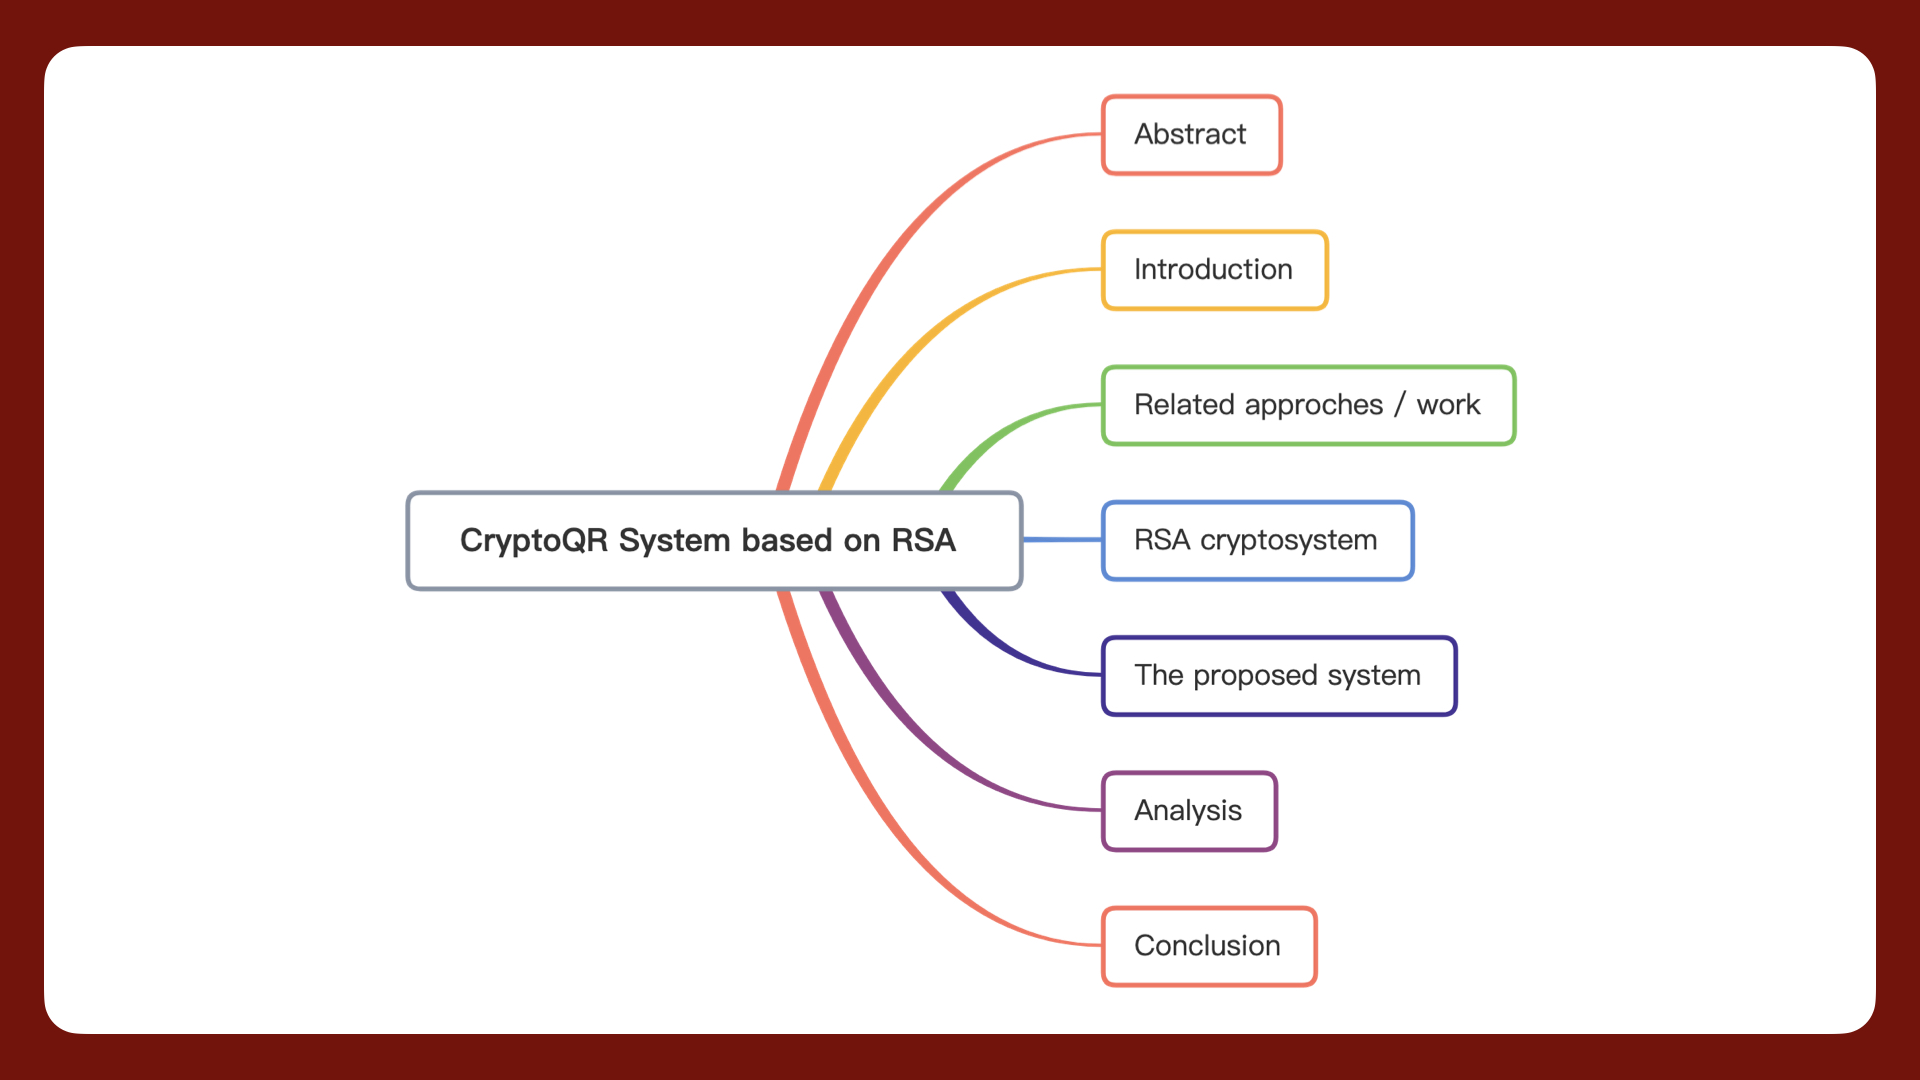 Abstract
Introduction
Related approches / work
CryptoQR System based on RSA
RSA cryptosystem
The proposed system
Analysis
Conclusion